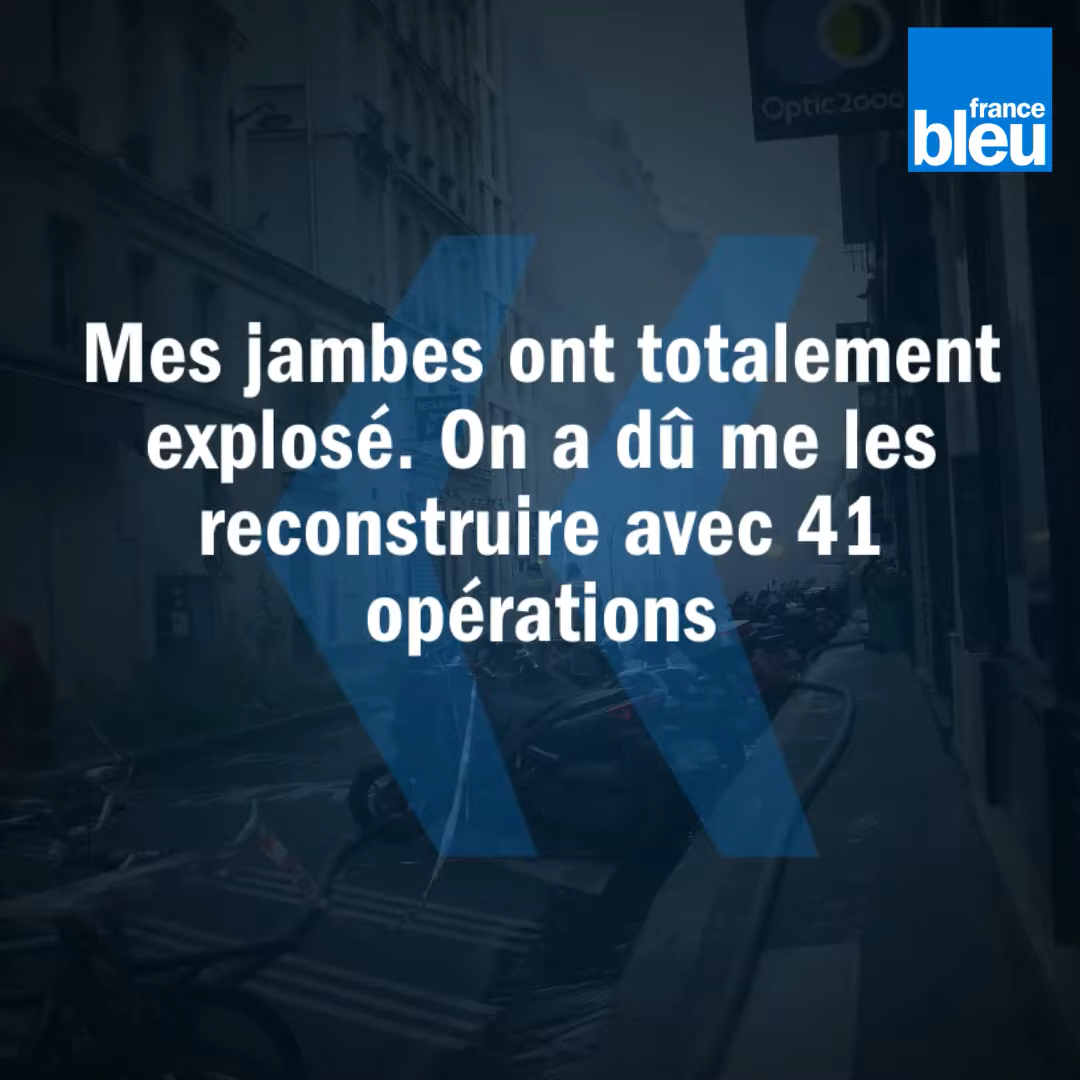 Optic 2000
france
bleu
Mes jambes ont totalement
explosé. On a dû me les
reconstruire avec 41
opérations